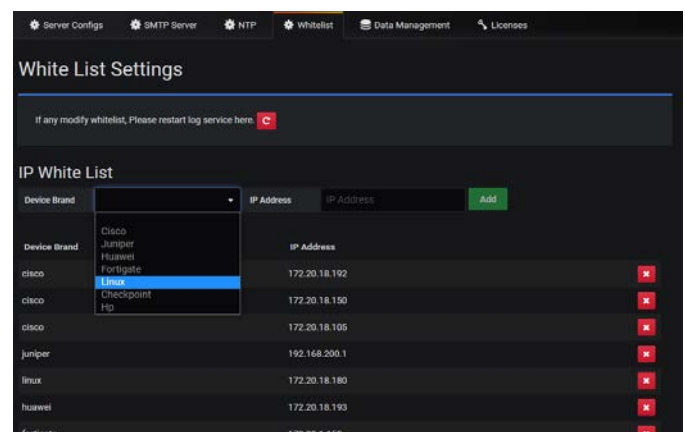 Server Configs SMTP Server NTP Whitelist Data Management Licenses
White List Settings
If any modify whitelist, Please restart log service here.
IP White List
Device Brand IP Address IP Address Add
Cisco
Juniper
Huawei
Fortigate
Linux
Checkpoint
Hp
Device Brand IP Address
cisco 172.20.18.192
cisco 172.20.18.150
cisco 172.20.18.105
juniper 192.168.200.1
linux 172.20.18.180
huawei 172.20.18.193